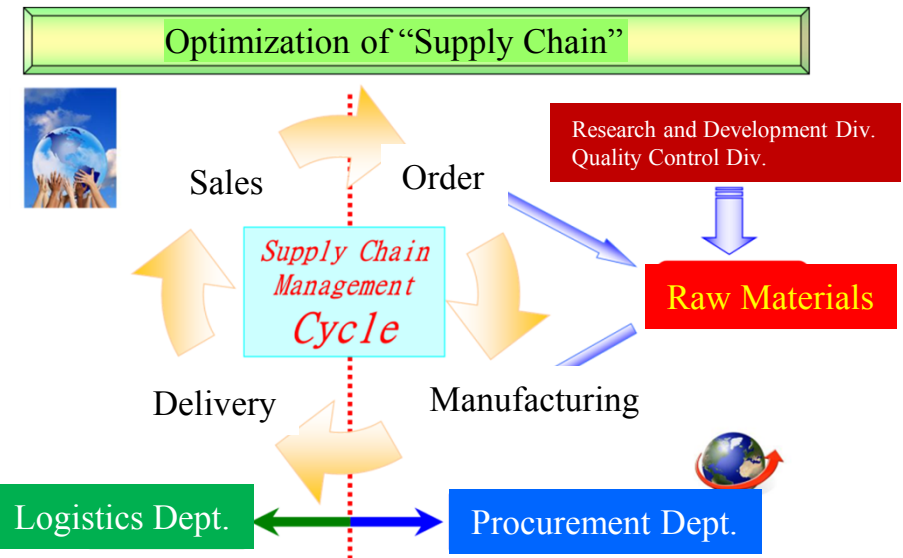 Optimization of “Supply Chain”
Research and Development Div.
Quality Control Div.
Sales
Order
Supply Chain
Management
Cycle
Raw Materials
Delivery
Manufacturing
Logistics Dept.
Procurement Dept.